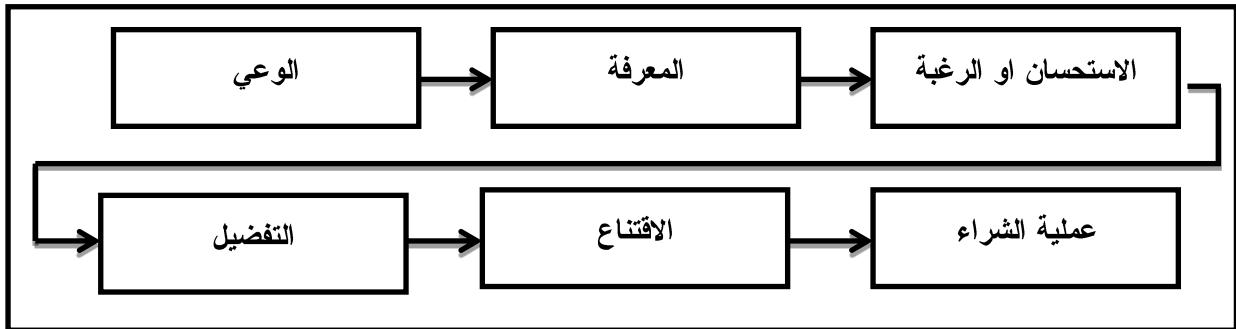 الوعي
المعرفة
الاستحسان او الرغبة
التفضيل
الاقتناع
عملية الشراء